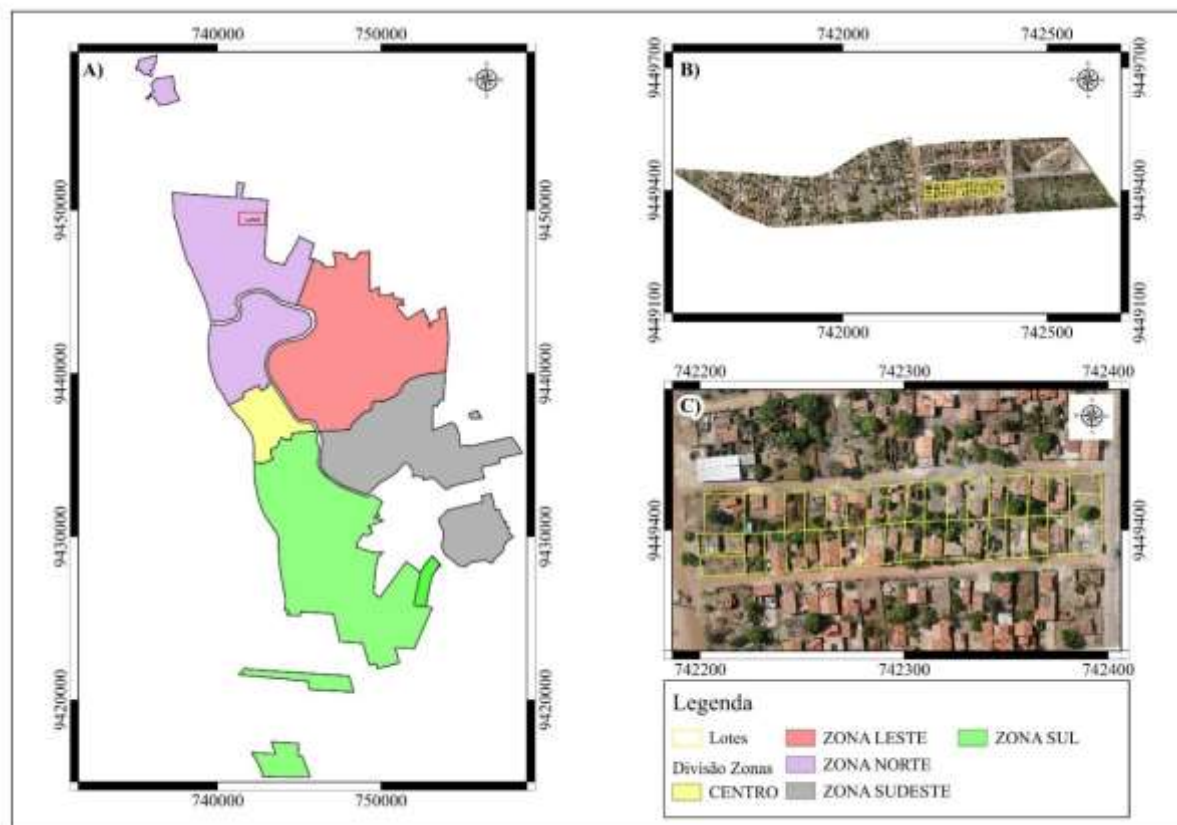 A)
740000
750000
9450000
9440000
9430000
9420000
9450000
9440000
9430000
9420000
740000
750000
B)
742000
742500
9449700
9449400
9449100
9449700
9449400
9449100
742000
742500
C)
742200
742300
742400
9449400
9449400
742200
742300
742400
Legenda
Lotes
Divisão Zonas
CENTRO
ZONA LESTE
ZONA NORTE
ZONA SUDESTE
ZONA SUL